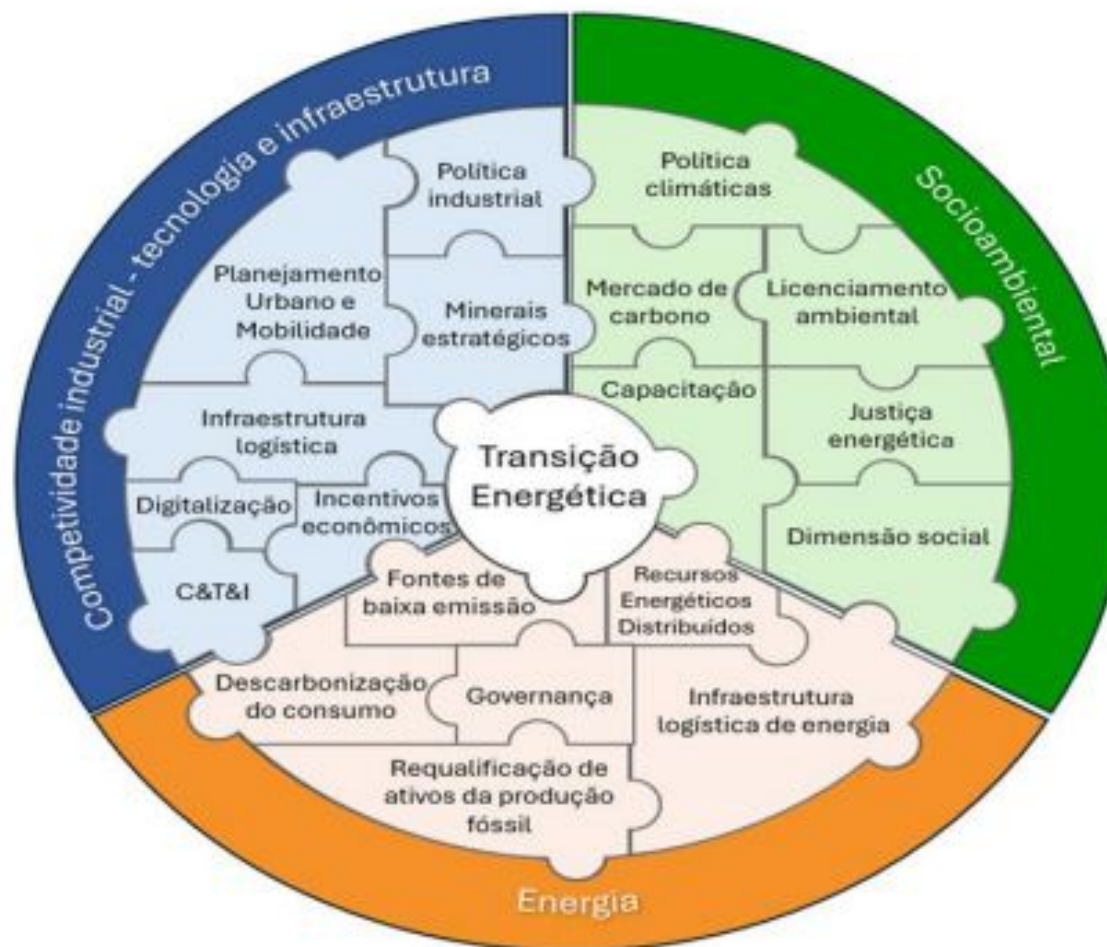 Competividade industrial - tecnologia e infraestrutura
Política
industrial
Planejamento
Urbano e
Mobilidade
Minerais
estratégicos
Infraestrutura
logística
Digitalização
Incentivos
econômicos
C&T&I
Socioambiental
Política
climáticas
Mercado de
carbono
Licenciamento
ambiental
Capacitação
Justiça
energética
Dimensão social
Transição
Energética
Fontes de
baixa emissão
Recursos
Energéticos
Distribuídos
Descarbonização
do consumo
Governança
Infraestrutura
logística de energia
Requalificação de
ativos da produção
fóssil
Energia